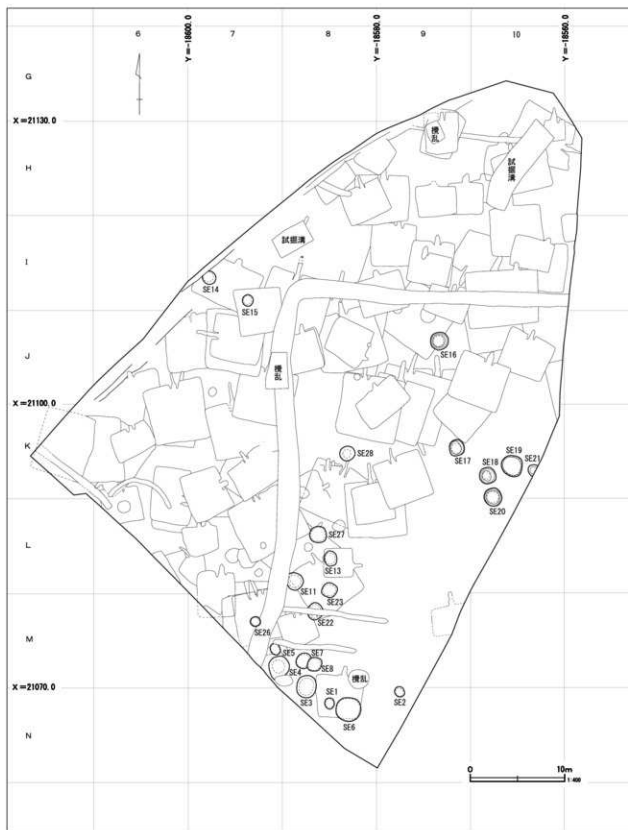 6
Y=-18600.0
7
8
Y=-18580.0
9
10
Y=-18560.0
G
X=21130.0
攪乱
H
試掘溝
試掘溝
I
SE14
SE15
J
SE16
攪乱
X=21100.0
K
SE28
SE17
SE18
SE19
SE21
SE20
L
SE27
SE13
SE11
SE23
SE22
SE26
M
SE5
SE7
SE4
SE8
攪乱
X=21070.0
SE3
SE1
SE2
SE6
N
0
10m
1:400